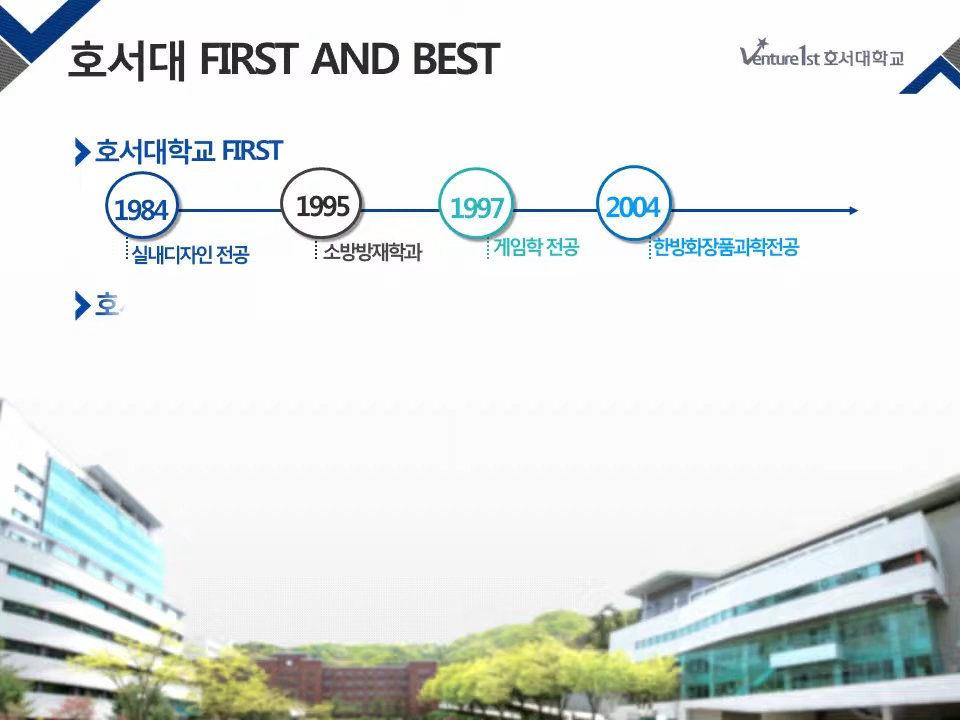 호서대 FIRST AND BEST
Venture1st 호서대학교
호서대학교 FIRST
1984
1995
1997
2004
실내디자인 전공
소방방재학과
게임학 전공
한방화장품과학전공
호